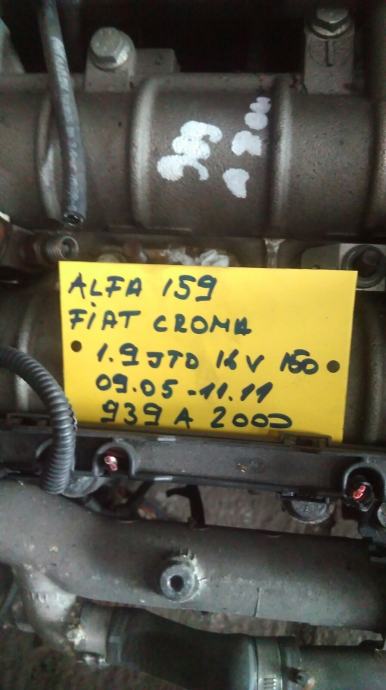 ALFA 159
FIAT CROMA
• 1.9 JTD 16V 150 •
09.05-11.11
939 A 2000